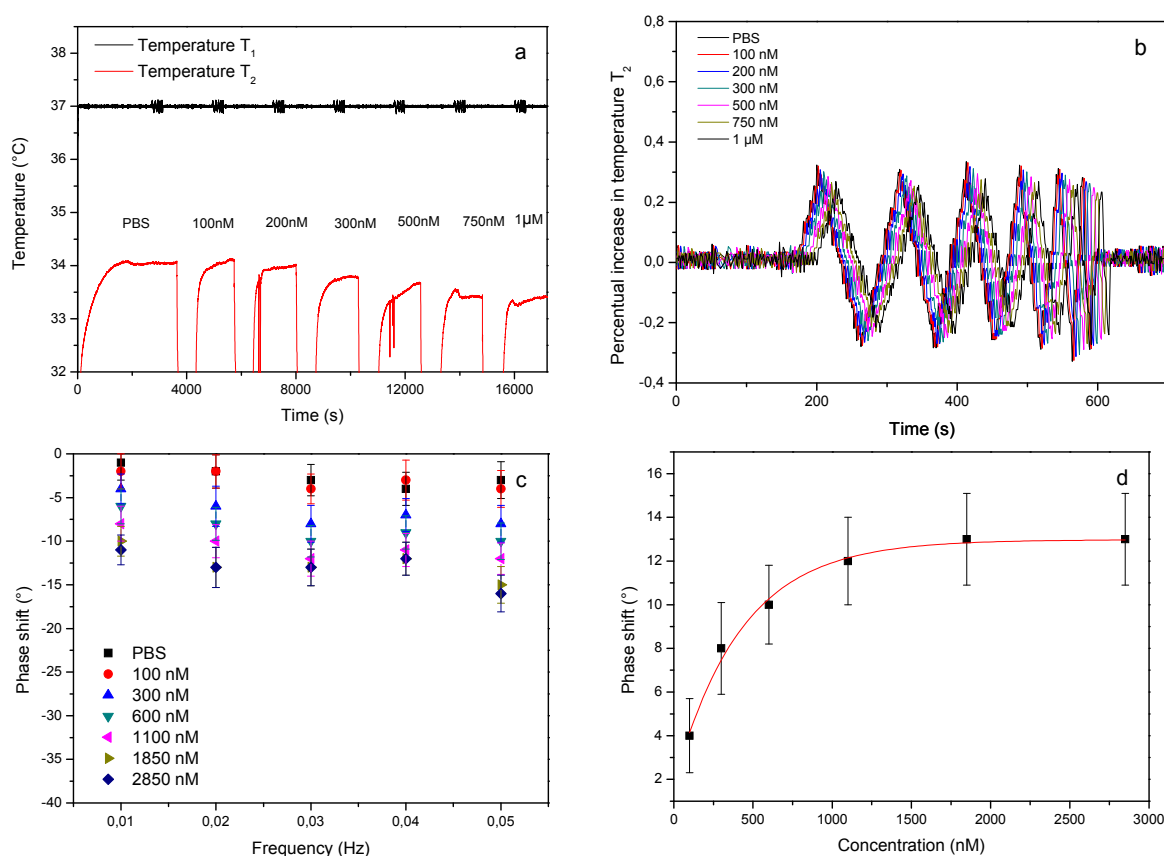 a
Temperature T1
Temperature T2
38
37
36
35
34
33
32
PBS 100nM 200nM 300nM 500nM 750nM 1µM
0 4000 8000 12000 16000
Temperature (°C)
Time (s)
b
PBS
100 nM
200 nM
300 nM
500 nM
750 nM
1 µM
0,8
0,6
0,4
0,2
0,0
-0,2
-0,4
0 200 400 600
Percentual increase in temperature T2
Time (s)
c
0
-5
-10
-15
-20
-25
-30
-35
-40
PBS
100 nM
300 nM
600 nM
1100 nM
1850 nM
2850 nM
0,01 0,02 0,03 0,04 0,05
Phase shift (°)
Frequency (Hz)
d
16
14
12
10
8
6
4
2
0 500 1000 1500 2000 2500 3000
Phase shift (°)
Concentration (nM)